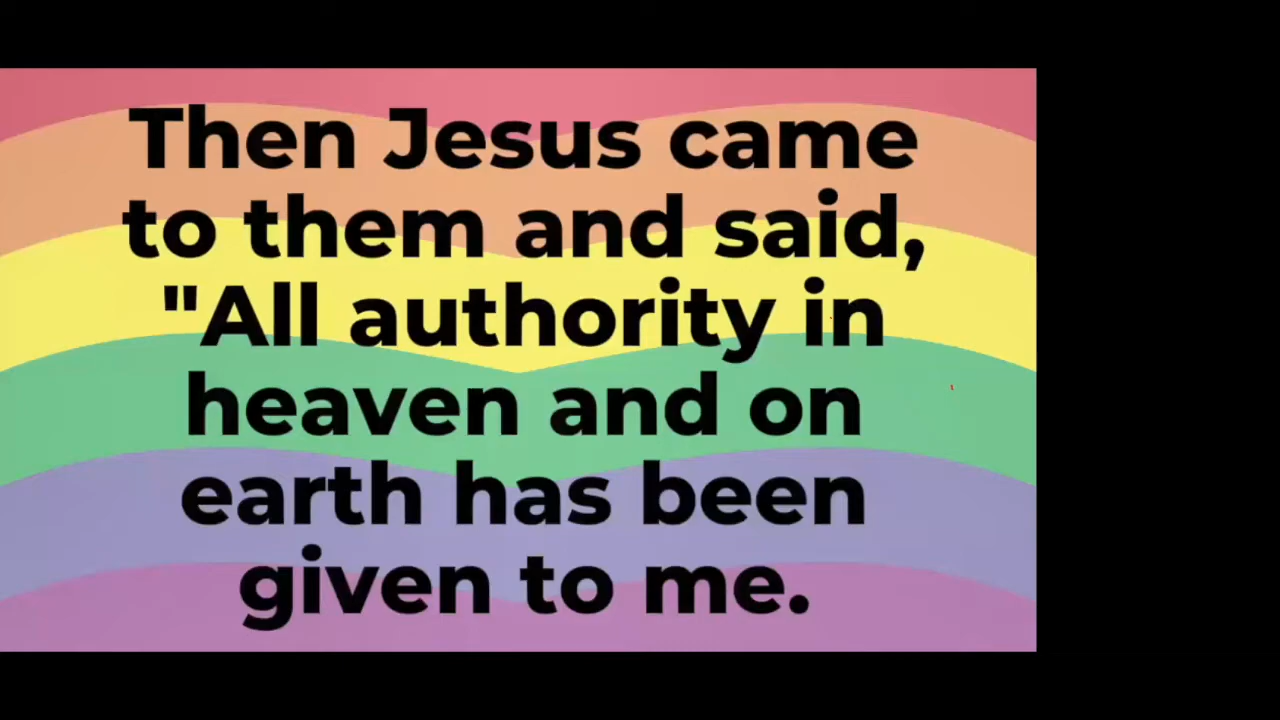 Then Jesus came
to them and said,
"All authority in
heaven and on
earth has been
given to me.